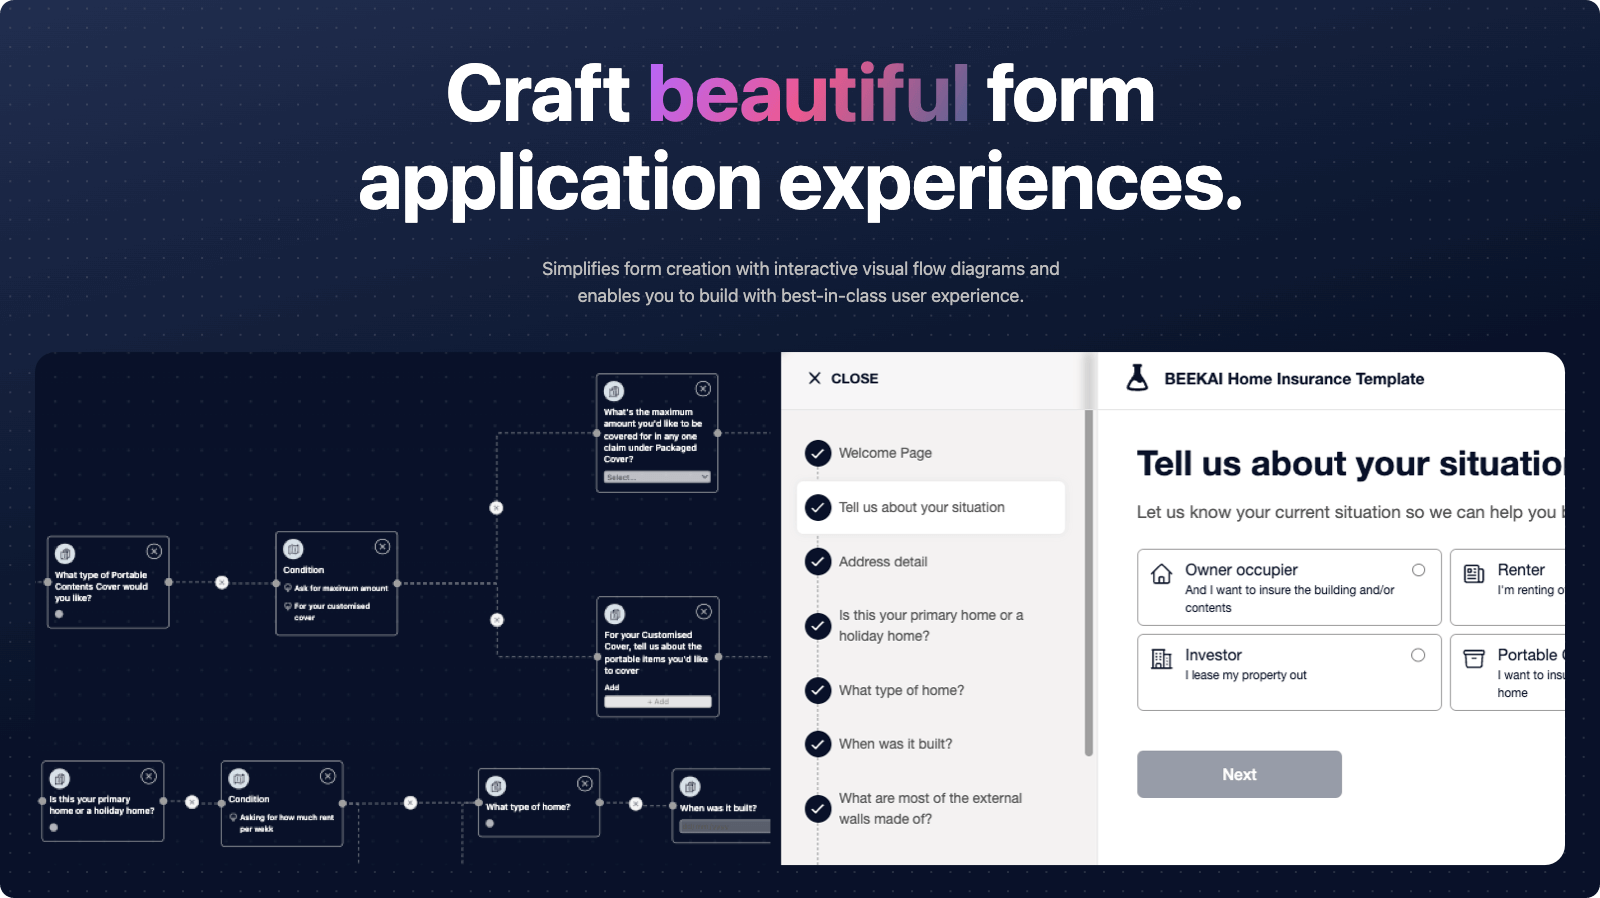 Craft beautiful form
application experiences.
Simplifies form creation with interactive visual flow diagrams and
enables you to build with best-in-class user experience.
What's the maximum
amount you'd like to be
covered for in any one
claim under Packaged
Cover?
Select...
What type of Portable
Contents Cover would
you like?
Condition
Ask for maximum amount
For your customised
cover
For your Customised
Cover, tell us about the
portable items you'd like
to cover
Add
+ Add
Is this your primary
home or a holiday home?
Condition
Asking for how much rent
per wekk
What type of home?
When was it built?
CLOSE
Welcome Page
Tell us about your situation
Address detail
Is this your primary home or a
holiday home?
What type of home?
When was it built?
What are most of the external
walls made of?
BEEKAI Home Insurance Template
Tell us about your situation
Let us know your current situation so we can help you
Owner occupier
And I want to insure the building and/or
contents
Renter
I'm renting
Investor
I lease my property out
Portable
I want to
home
Next